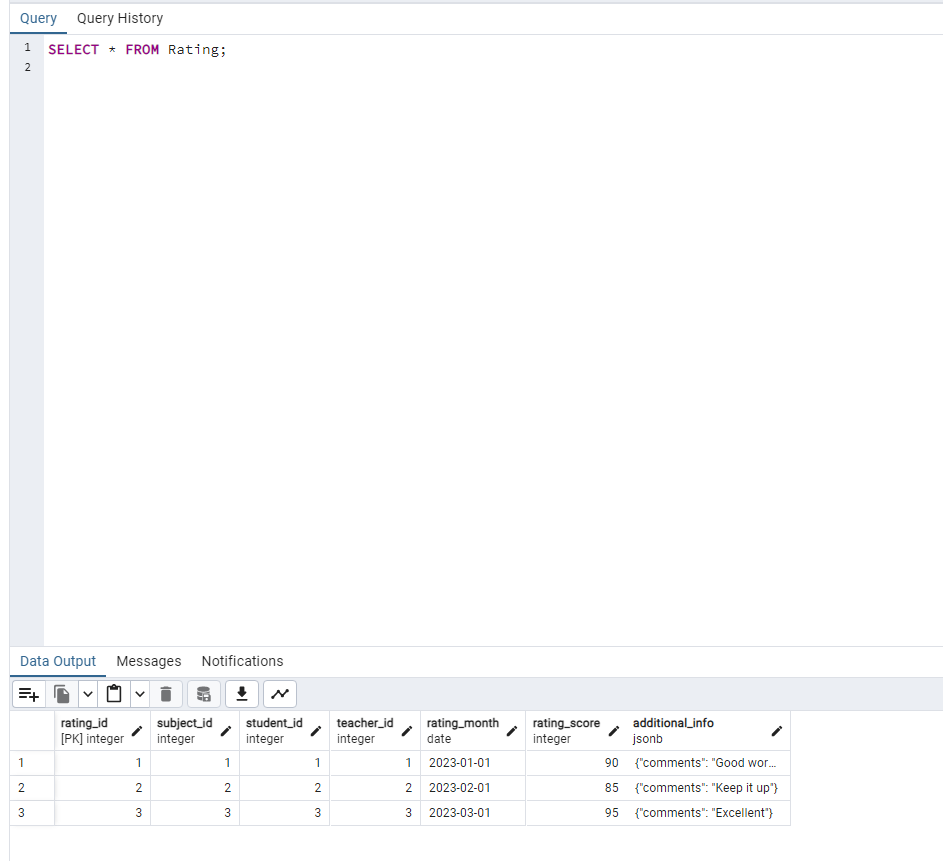 Query Query History
1 SELECT * FROM Rating;
2
Data Output Messages Notifications
rating_id subject_id student_id teacher_id rating_month rating_score additional_info
[PK] integer integer integer integer date integer jsonb
1 1 1 1 1 2023-01-01 90 {"comments": "Good wor...
2 2 2 2 2 2023-02-01 85 {"comments": "Keep it up"}
3 3 3 3 3 2023-03-01 95 {"comments": "Excellent"}